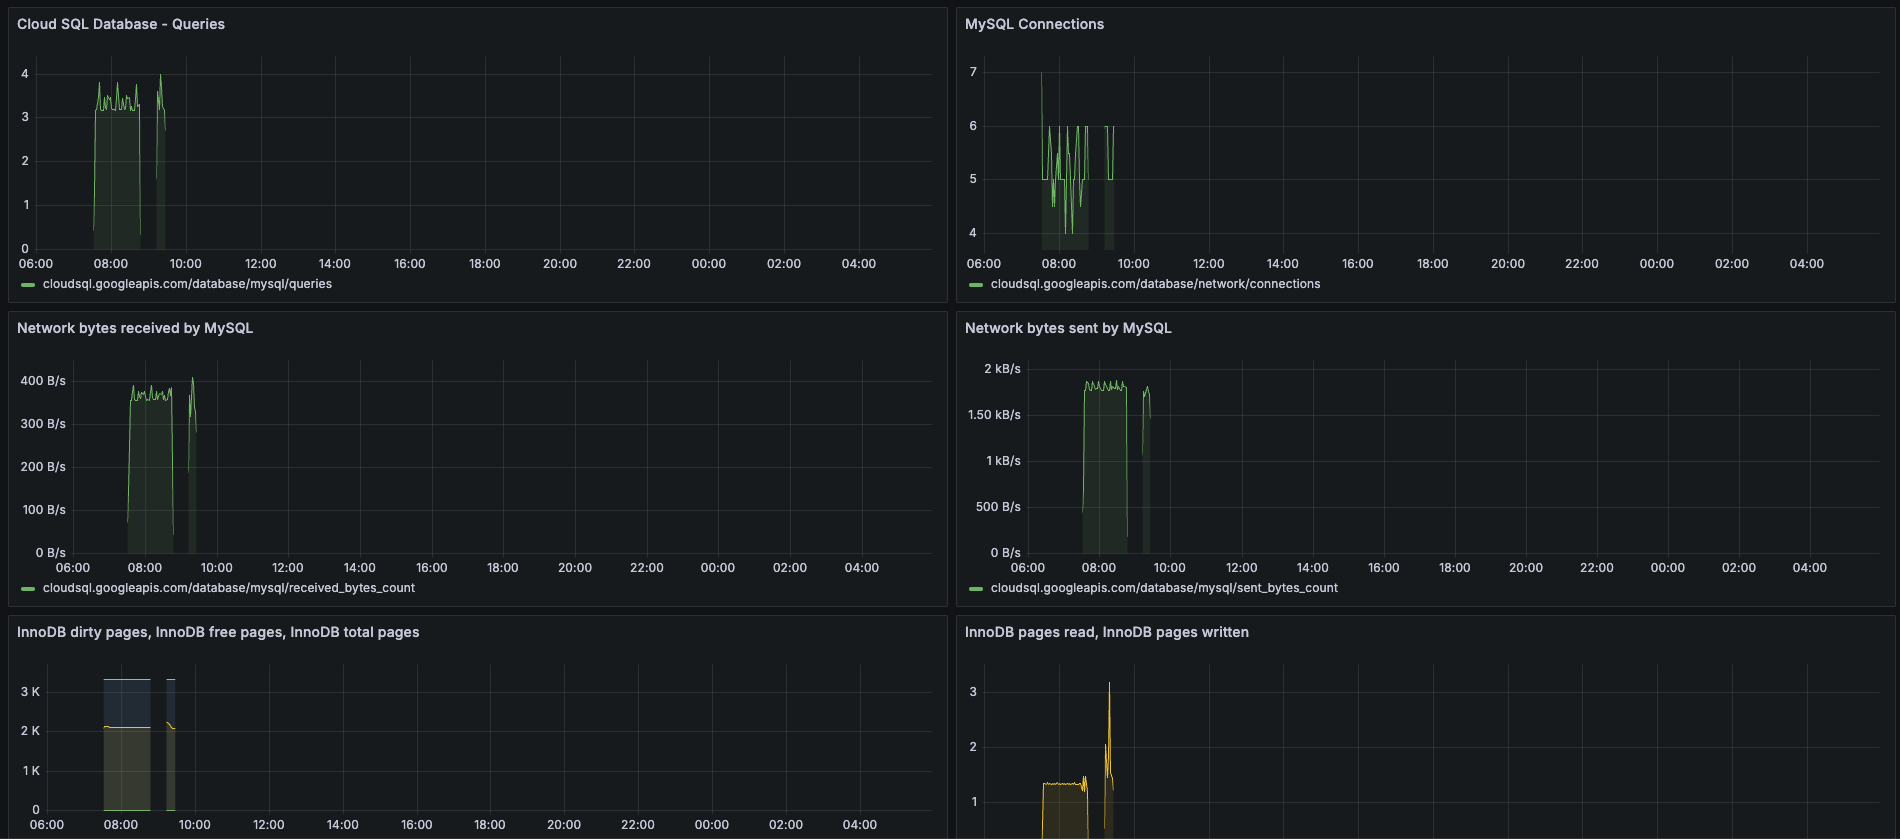 Cloud SQL Database - Queries
4
3
2
1
0
06:00 08:00 10:00 12:00 14:00 16:00 18:00 20:00 22:00 00:00 02:00 04:00
cloudsql.googleapis.com/database/mysql/queries
MySQL Connections
7
6
5
4
06:00 08:00 10:00 12:00 14:00 16:00 18:00 20:00 22:00 00:00 02:00 04:00
cloudsql.googleapis.com/database/network/connections
Network bytes received by MySQL
400 B/s
300 B/s
200 B/s
100 B/s
0 B/s
06:00 08:00 10:00 12:00 14:00 16:00 18:00 20:00 22:00 00:00 02:00 04:00
cloudsql.googleapis.com/database/mysql/received_bytes_count
Network bytes sent by MySQL
2 kB/s
1.50 kB/s
1 kB/s
500 B/s
0 B/s
06:00 08:00 10:00 12:00 14:00 16:00 18:00 20:00 22:00 00:00 02:00 04:00
cloudsql.googleapis.com/database/mysql/sent_bytes_count
InnoDB dirty pages, InnoDB free pages, InnoDB total pages
3 K
2 K
1 K
0
06:00 08:00 10:00 12:00 14:00 16:00 18:00 20:00 22:00 00:00 02:00 04:00
InnoDB pages read, InnoDB pages written
3
2
1